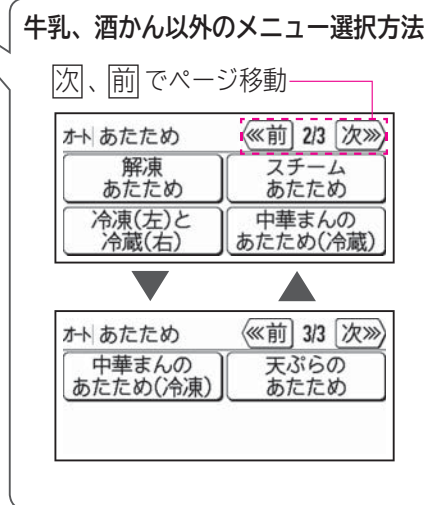 牛乳、酒かん以外のメニュー選択方法
次、前でページ移動
オート あたため ⋘前 2/3 次⋙
解凍 スチーム
あたため あたため
冷凍(左)と 中華まんの
冷蔵(右) あたため(冷蔵)
オート あたため ⋘前 3/3 次⋙
中華まんの 天ぷらの
あたため(冷凍) あたため